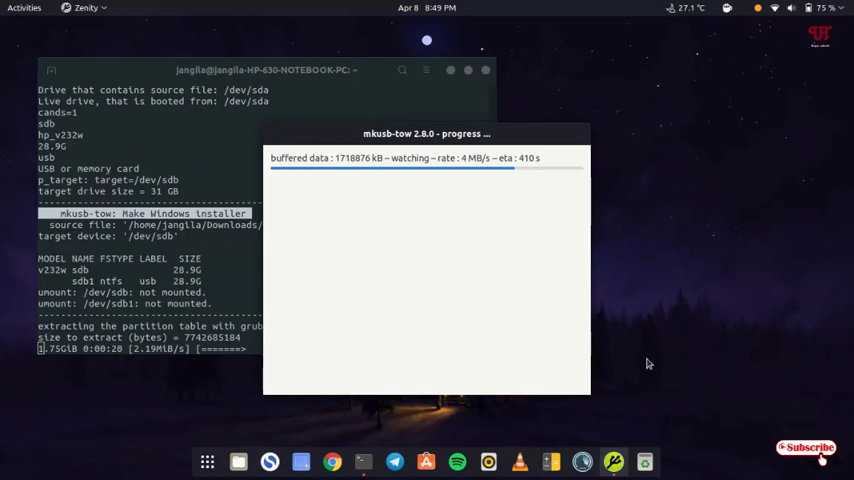 Activities
Zenity
Apr 8 8:49 PM
27.1 °C
75 %
jangila@jangila-HP-630-NOTEBOOK-PC: ~
Drive that contains source file: /dev/sda
Live drive, that is booted from: /dev/sda
cands=1
sdb
hp_v232w
28.9G
usb
USB or memory card
p_target: target=/dev/sdb
target drive size = 31 GB
mkusb-tow: Make Windows installer
source file: '/home/jangila/Downloads/
target device: '/dev/sdb'
MODEL NAME FSTYPE LABEL SIZE
v232w sdb 28.9G
sdb1 ntfs usb 28.9G
umount: /dev/sdb: not mounted.
umount: /dev/sdb1: not mounted.
extracting the partition table with grub
size to extract (bytes) = 7742685184
1.75GiB 0:00:20 [2.19MiB/s] [=======>
mkusb-tow 2.8.0 - progress ...
buffered data : 1718876 kB -- watching -- rate : 4 MB/s -- eta : 410 s
Subscribe